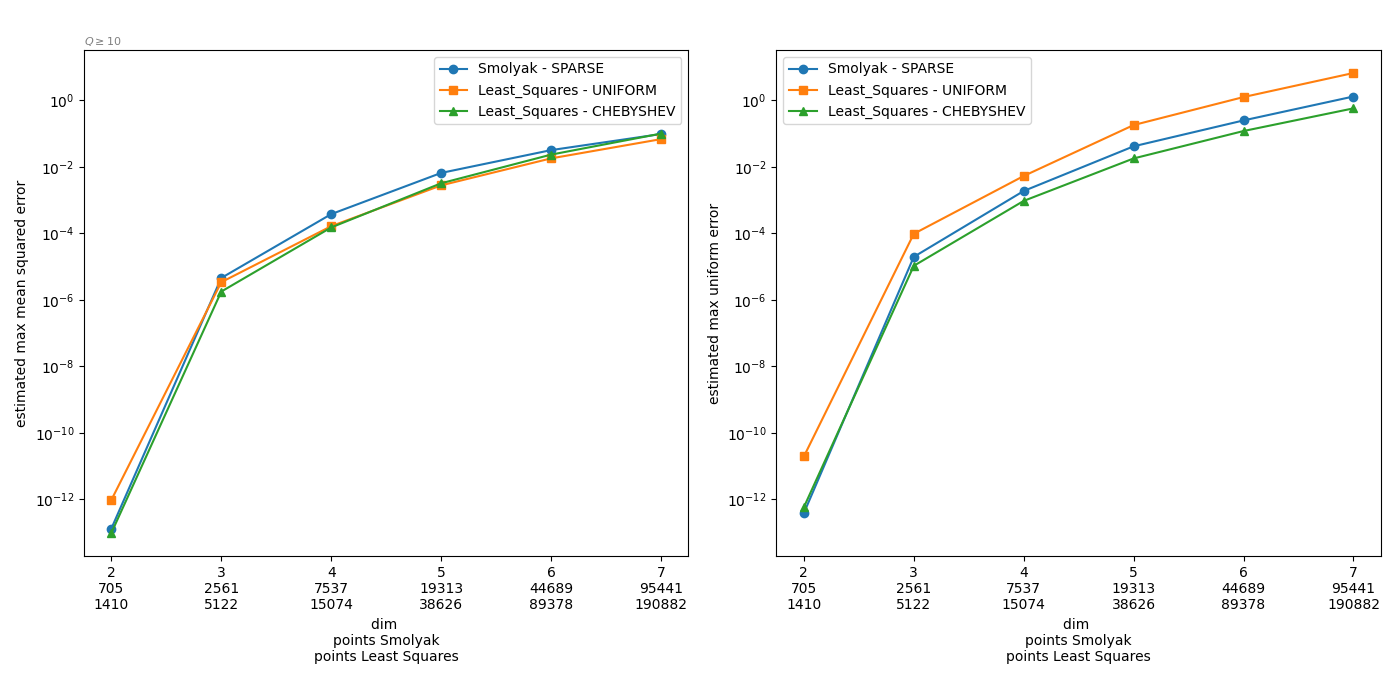 Q ≥ 10
Smolyak - SPARSE
Least_Squares - UNIFORM
Least_Squares - CHEBYSHEV
estimated max mean squared error
10^0
10^-2
10^-4
10^-6
10^-8
10^-10
10^-12
2 3 4 5 6 7
705 2561 7537 19313 44689 95441
1410 5122 15074 38626 89378 190882
dim
points Smolyak
points Least Squares
Smolyak - SPARSE
Least_Squares - UNIFORM
Least_Squares - CHEBYSHEV
estimated max uniform error
10^0
10^-2
10^-4
10^-6
10^-8
10^-10
10^-12
2 3 4 5 6 7
705 2561 7537 19313 44689 95441
1410 5122 15074 38626 89378 190882
dim
points Smolyak
points Least Squares